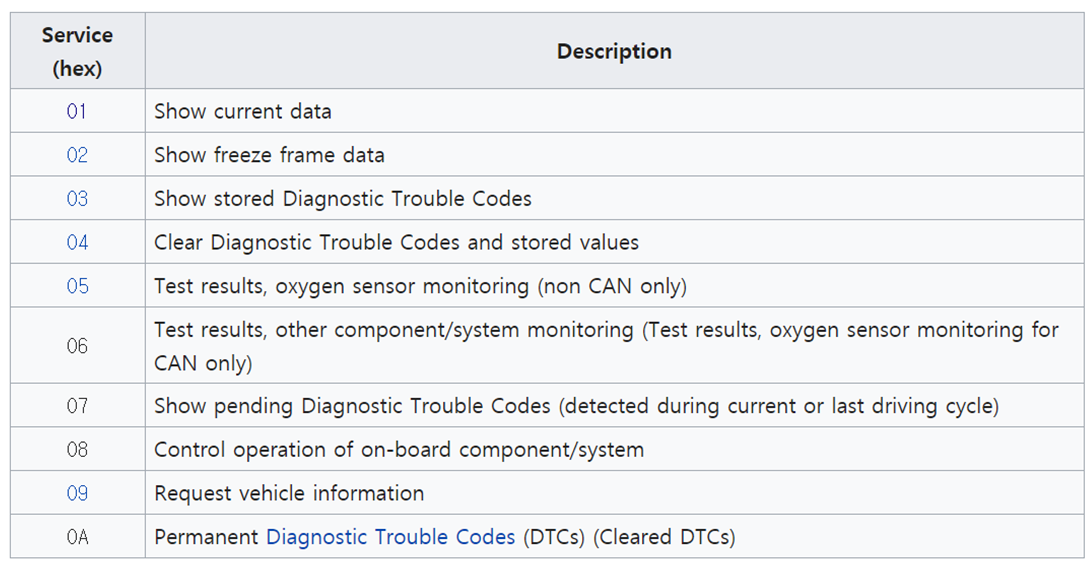 Service
(hex)
Description
01
Show current data
02
Show freeze frame data
03
Show stored Diagnostic Trouble Codes
04
Clear Diagnostic Trouble Codes and stored values
05
Test results, oxygen sensor monitoring (non CAN only)
06
Test results, other component/system monitoring (Test results, oxygen sensor monitoring for
CAN only)
07
Show pending Diagnostic Trouble Codes (detected during current or last driving cycle)
08
Control operation of on-board component/system
09
Request vehicle information
0A
Permanent Diagnostic Trouble Codes (DTCs) (Cleared DTCs)